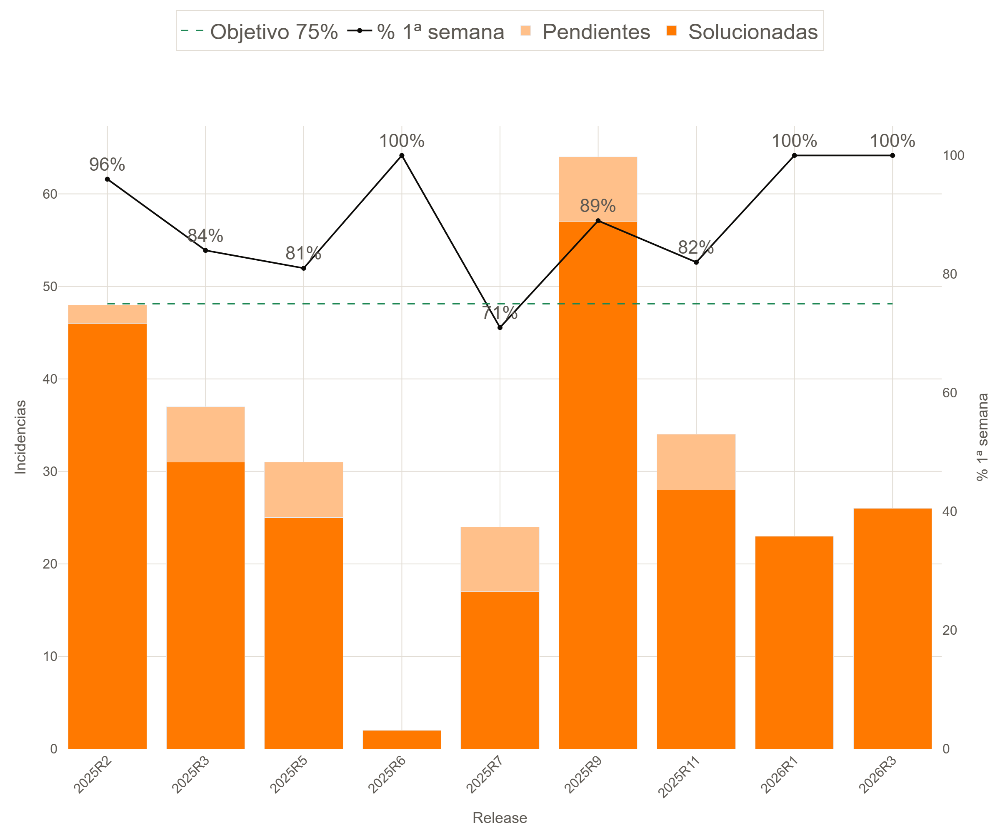 Objetivo 75% % 1ª semana Pendientes Solucionadas
96%
84%
81%
100%
71%
89%
82%
100%
100%
60
50
40
30
20
10
0
100
80
60
40
20
0
Incidencias
% 1ª semana
2025R2
2025R3
2025R5
2025R6
2025R7
2025R9
2025R11
2026R1
2026R3
Release